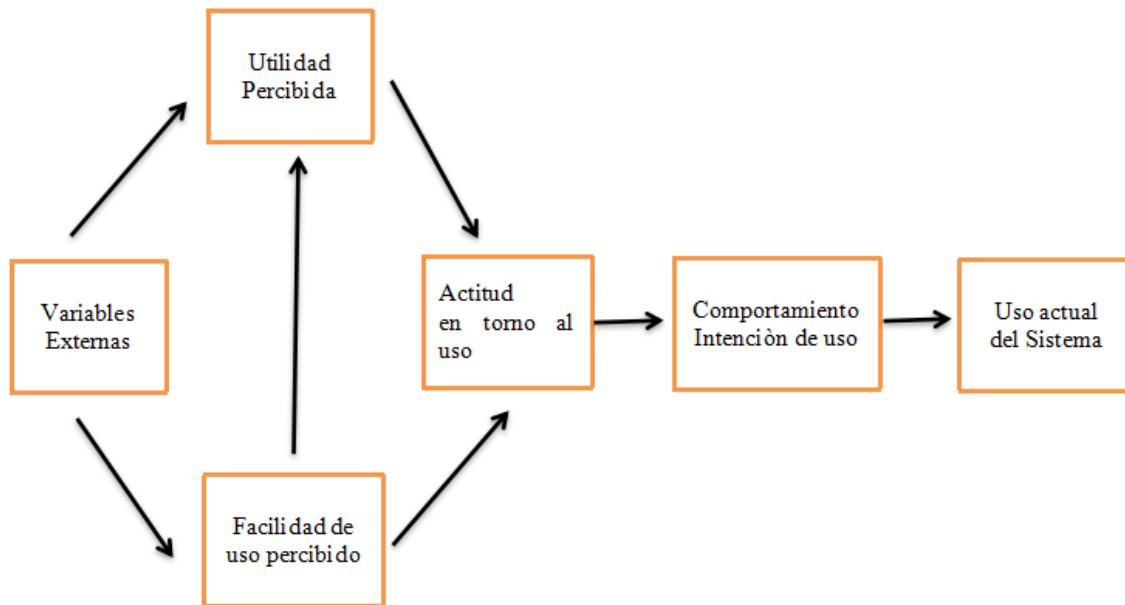 Utilidad
Percibida
Variables
Externas
Actitud
en torno al
uso
Comportamiento
Intenciòn de uso
Uso actual
del Sistema
Facilidad de
uso percibido